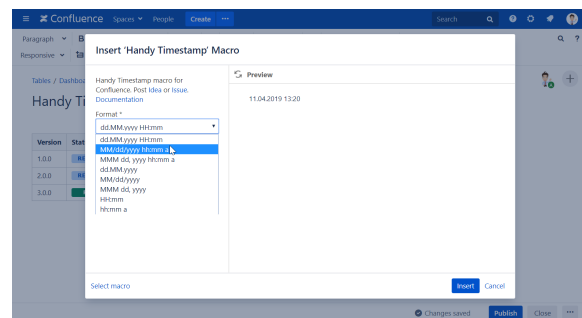 Confluence Spaces People Create ... Search
Paragraph B
Responsive
Insert 'Handy Timestamp' Macro
Tables / Dashboa
Handy Ti
Version Stat
1.0.0 RE
2.0.0 RE
3.0.0
Handy Timestamp macro for
Confluence. Post Idea or Issue.
Documentation
Format *
dd.MM.yyyy HH:mm
dd.MM.yyyy HH:mm
MM/dd/yyyy hh:mm a
MMM dd, yyyy hh:mm a
dd.MM.yyyy
MM/dd/yyyy
MMM dd, yyyy
HH:mm
hh:mm a
Preview
11.04.2019 13:20
Select macro
Insert Cancel
Changes saved Publish Close ...